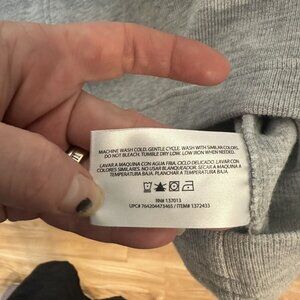 MACHINE WASH COLD, GENTLE CYCLE. WASH WITH SIMILAR COLORS.
DO NOT BLEACH. TUMBLE DRY LOW. LOW IRON WHEN NEEDED.
LAVAR A MAQUINA CON AGUA FRIA. CICLO DELICADO. LAVAR CON
COLORES SIMILARES. NO USAR BLANQUEADOR. SECAR A MAQUINA A
TEMPERATURA BAJA. PLANCHAR A TEMPERATURA BAJA
RN# 137013
UPC# 764204473465 / ITEM# 1372433